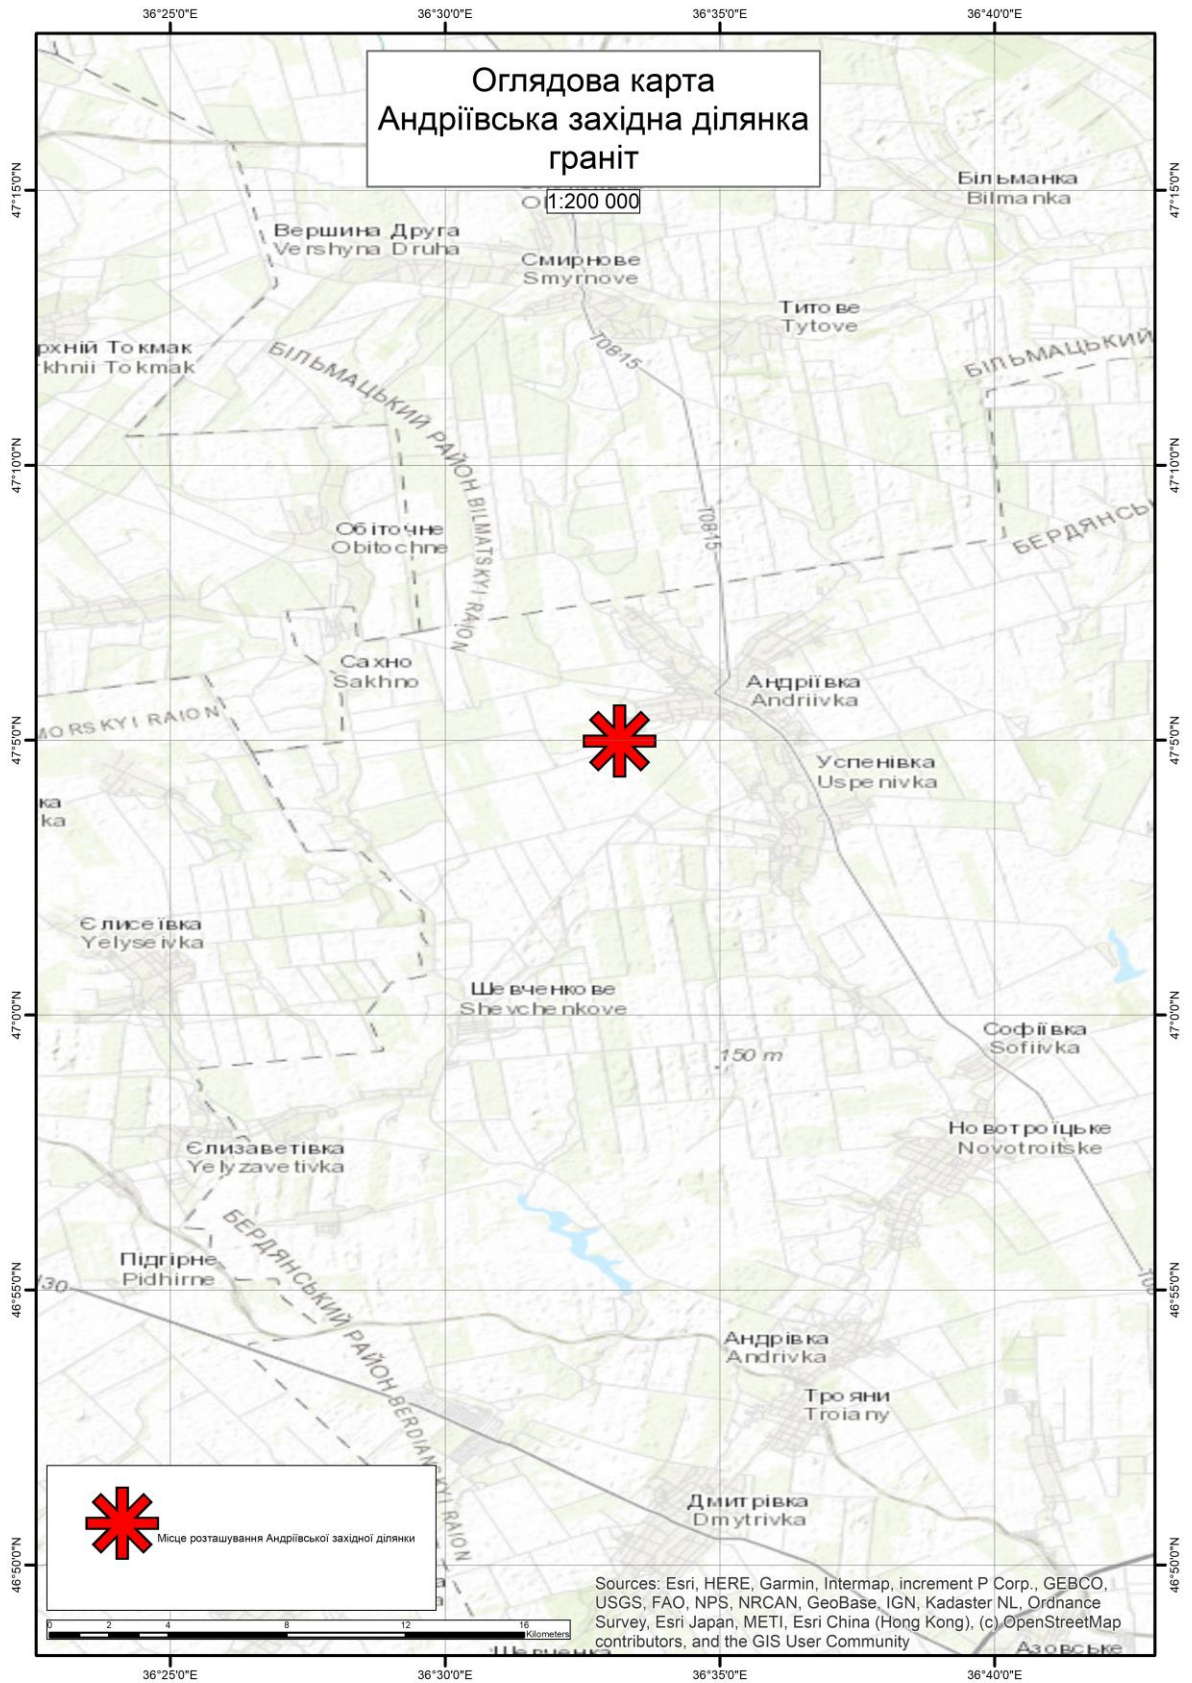 36°25'0"E
36°30'0"E
36°35'0"E
36°40'0"E
Оглядова карта
Андріївська західна ділянка
граніт
1:200 000
47°15'0"N
47°15'0"N
Більманка
Bilmanka
Вершина Друга
Vershyna Druha
Смирнове
Smyrnove
Титове
Tytove
Т0815
рхній Токмак
khnii Tokmak
БІЛЬМАЦЬКИЙ РАЙОН BILMATSKYI RAION
БІЛЬМАЦЬКИЙ
47°10'0"N
47°10'0"N
Обіточне
Obitochne
Т0815
БЕРДЯНСЬ
Сахно
Sakhno
Андріївка
Andriivka
MORSKYI RAION
47°5'0"N
47°5'0"N
Успенівка
Uspenivka
ка
ka
Єлисеївка
Yelyseivka
Шевченкове
Shevchenkove
47°0'0"N
47°0'0"N
Софіївка
Sofiivka
150 m
Новотроїцьке
Novotroitske
Єлизаветівка
Yelyzavetivka
БЕРДЯНСЬКИЙ РАЙОН BERDIANSKYI RAION
Підгірне
Pidhirne
30
46°55'0"N
46°55'0"N
Андрівка
Andrivka
Трояни
Troiany
Дмитрівка
Dmytrivka
Місце розташування Андріївської західної ділянки
46°50'0"N
46°50'0"N
Sources: Esri, HERE, Garmin, Intermap, increment P Corp., GEBCO,
USGS, FAO, NPS, NRCAN, GeoBase, IGN, Kadaster NL, Ordnance
Survey, Esri Japan, METI, Esri China (Hong Kong), (c) OpenStreetMap
contributors, and the GIS User Community
0 2 4 8 12 16
Kilometers
Азовське
36°25'0"E
36°30'0"E
36°35'0"E
36°40'0"E